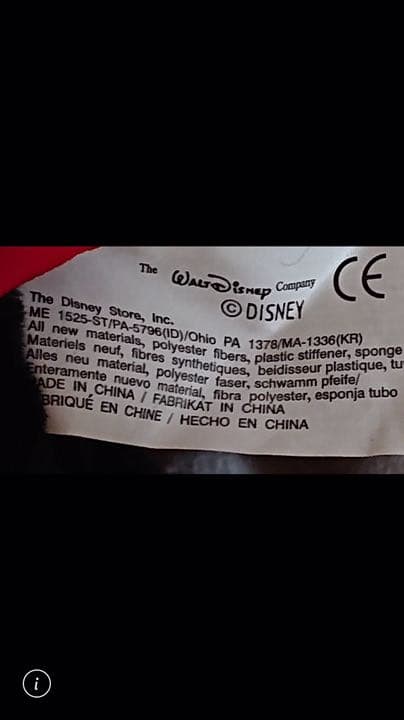 The WALT DISNEY Company CE
© DISNEY
The Disney Store, Inc.
ME 1525-ST/PA-5796(ID)/Ohio PA 1378/MA-1336(KR)
All new materials, polyester fibers, plastic stiffener, sponge
Materiels neuf, fibres synthetiques, beidisseur plastique, tu
Alles neu material, polyester faser, schwamm pfeife/
Enteramente nuevo material, fibra polyester, esponja tubo
ADE IN CHINA / FABRIKAT IN CHINA
BRIQUÉ EN CHINE / HECHO EN CHINA
i